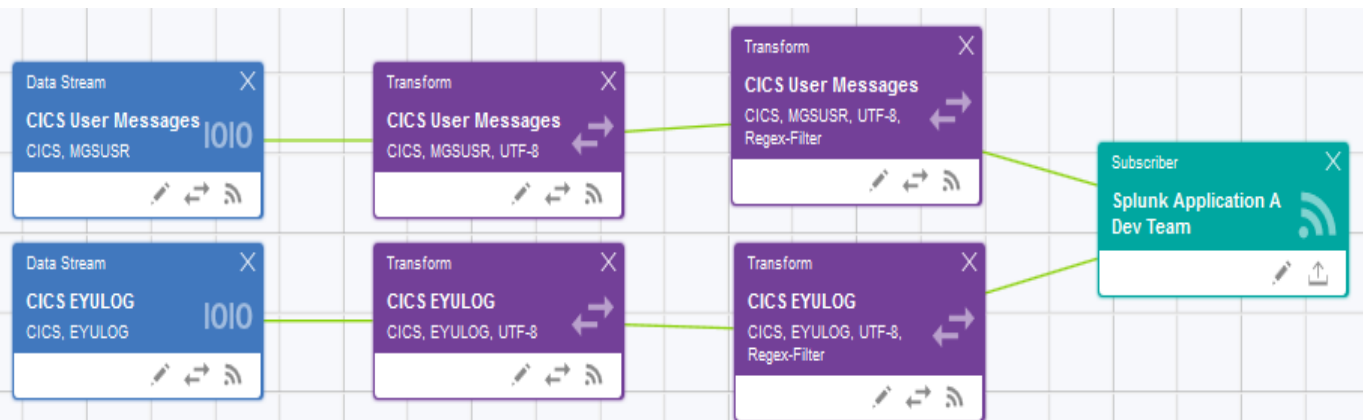 Data Stream X
CICS User Messages
IOIO
CICS, MGSUSR
Transform X
CICS User Messages
CICS, MGSUSR, UTF-8
Transform X
CICS User Messages
CICS, MGSUSR, UTF-8,
Regex-Filter
Data Stream X
CICS EYULOG
IOIO
CICS, EYULOG
Transform X
CICS EYULOG
CICS, EYULOG, UTF-8
Transform X
CICS EYULOG
CICS, EYULOG, UTF-8,
Regex-Filter
Subscriber X
Splunk Application A
Dev Team